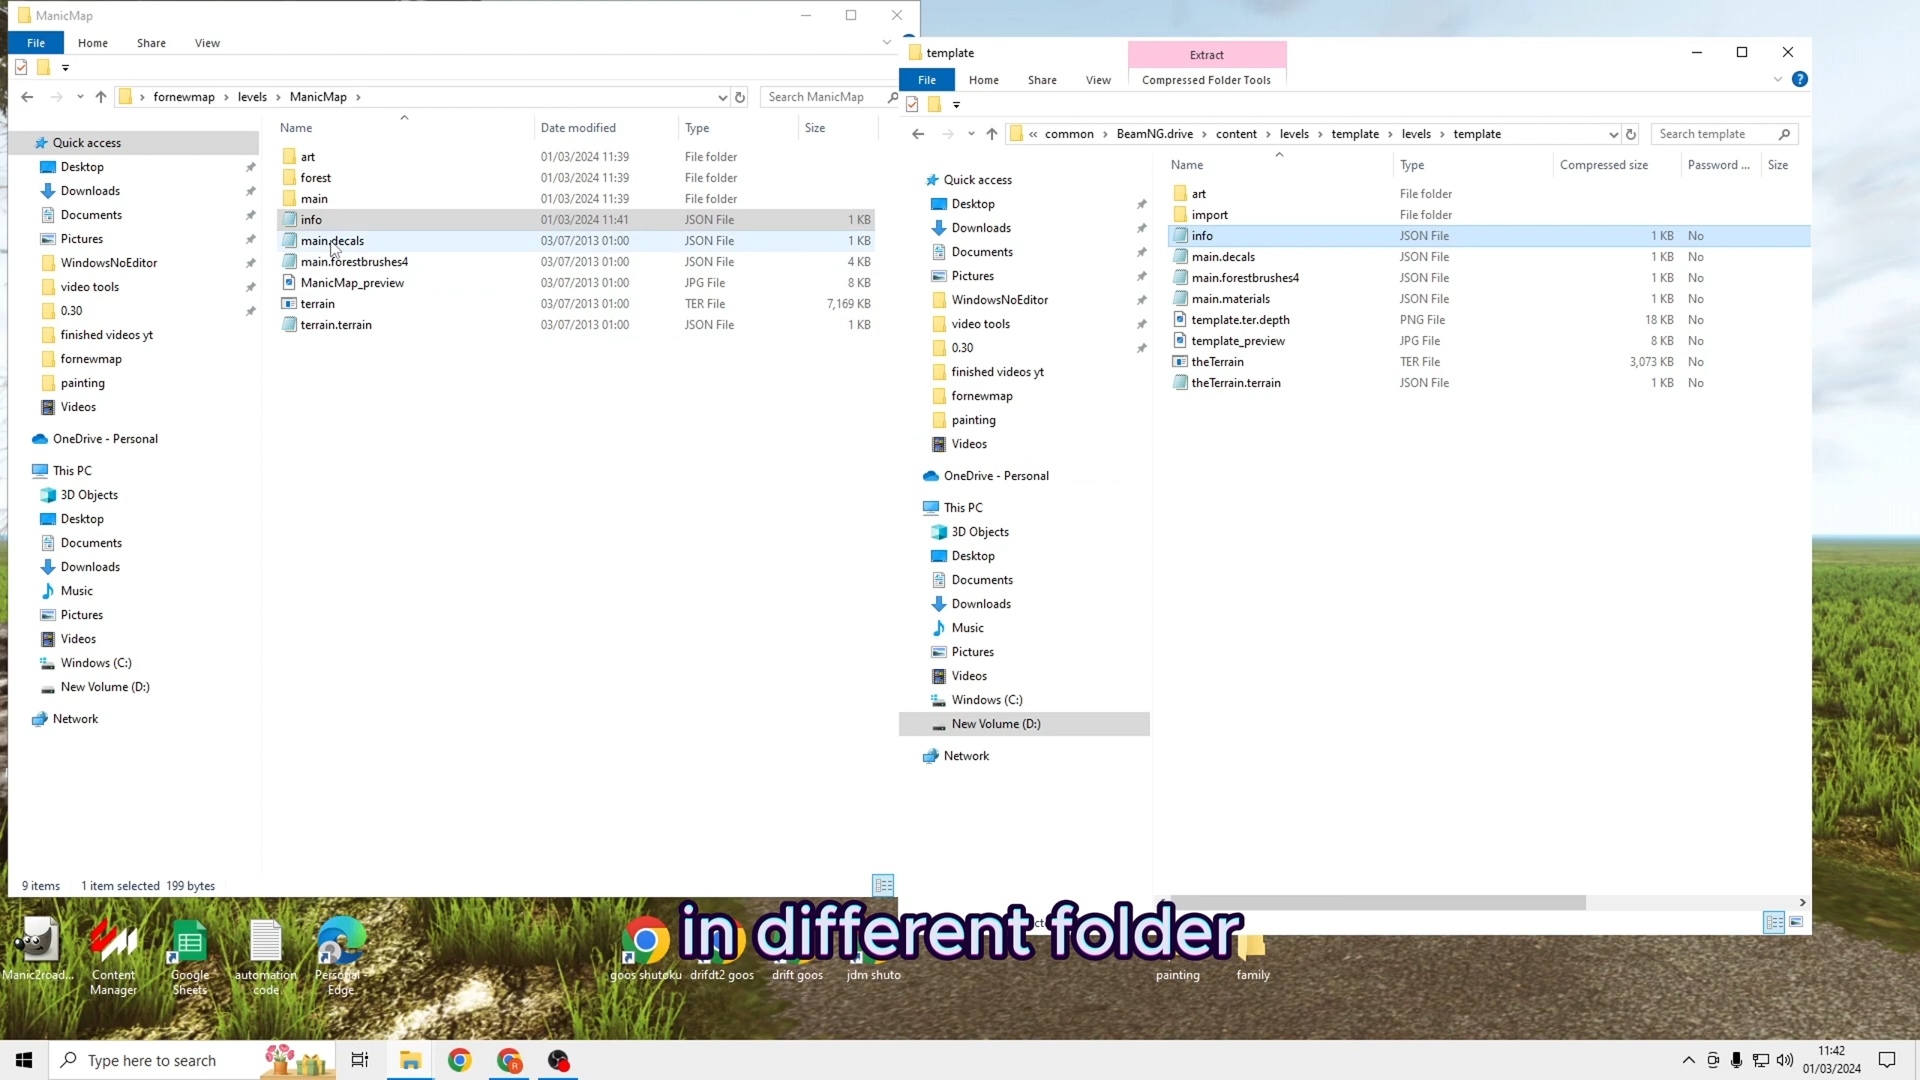 ManicMap
File
Home
Share
View
fornewmap
levels
ManicMap
Search ManicMap
Name
Date modified
Type
Size
Quick access
Desktop
Downloads
Documents
Pictures
WindowsNoEditor
video tools
0.30
finished videos yt
fornewmap
painting
Videos
OneDrive - Personal
This PC
3D Objects
Desktop
Documents
Downloads
Music
Pictures
Videos
Windows (C:)
New Volume (D:)
Network
art 01/03/2024 11:39 File folder
forest 01/03/2024 11:39 File folder
main 01/03/2024 11:39 File folder
info 01/03/2024 11:41 JSON File 1 KB
main.decals 03/07/2013 01:00 JSON File 1 KB
main.forestbrushes4 03/07/2013 01:00 JSON File 4 KB
ManicMap_preview 03/07/2013 01:00 JPG File 8 KB
terrain 03/07/2013 01:00 TER File 7,169 KB
terrain.terrain 03/07/2013 01:00 JSON File 1 KB
9 items
1 item selected 199 bytes
template
Extract
File
Home
Share
View
Compressed Folder Tools
« common
BeamNG.drive
content
levels
template
levels
template
Search template
Name
Type
Compressed size
Password ...
Size
Quick access
Desktop
Downloads
Documents
Pictures
WindowsNoEditor
video tools
0.30
finished videos yt
fornewmap
painting
Videos
OneDrive - Personal
This PC
3D Objects
Desktop
Documents
Downloads
Music
Pictures
Videos
Windows (C:)
New Volume (D:)
Network
art File folder
import File folder
info JSON File 1 KB No
main.decals JSON File 1 KB No
main.forestbrushes4 JSON File 1 KB No
main.materials JSON File 1 KB No
template.ter.depth PNG File 18 KB No
template_preview JPG File 8 KB No
theTerrain TER File 3,073 KB No
theTerrain.terrain JSON File 1 KB No
in different folder
Manic2road...
Content
Manager
Google
Sheets
automation
code
Personal -
Edge
goos shutoku
drifdt2 goos
drift goos
jdm shuto
painting
family
Type here to search
11:42
01/03/2024